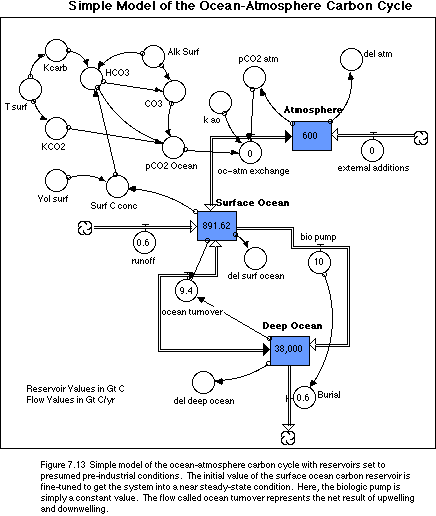 Simple Model of the Ocean-Atmosphere Carbon Cycle
Alk Surf
pCO2 atm
del atm
Kcarb
HCO3
CO3
k ao
Atmosphere
600
T surf
KCO2
pCO2 Ocean
0
oc-atm exchange
0
external additions
Vol surf
Surf C conc
Surface Ocean
891.62
bio pump
0.6
runoff
10
del surf ocean
9.4
ocean turnover
Deep Ocean
38,000
Reservoir Values in Gt C
Flow Values in Gt C/yr
del deep ocean
0.6
Burial
Figure 7.13 Simple model of the ocean-atmosphere carbon cycle with reservoirs set to
presumed pre-industrial conditions. The initial value of the surface ocean carbon reservoir is
fine-tuned to get the system into a near steady-state condition. Here, the biologic pump is
simply a constant value. The flow called ocean turnover represents the net result of upwelling
and downwelling.